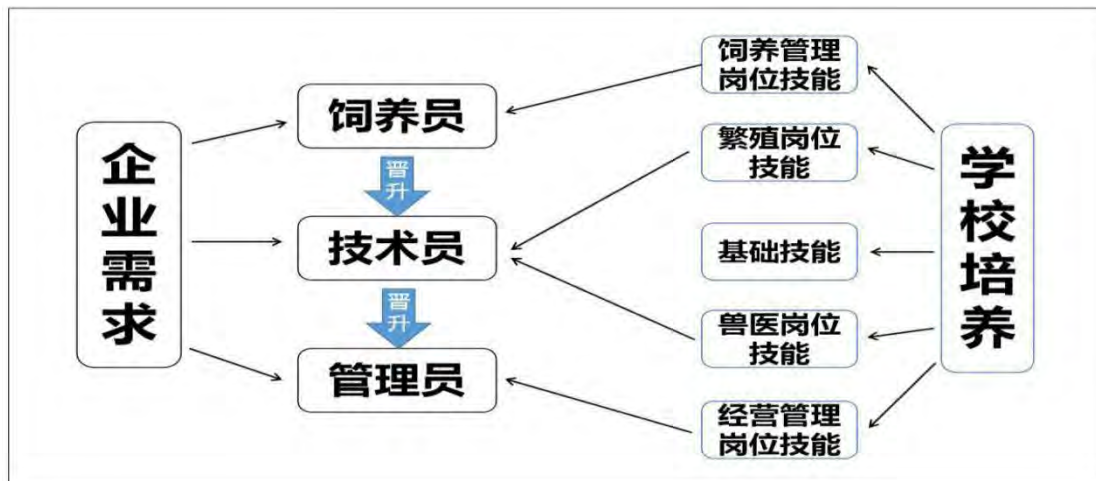 企业需求
饲养员
晋升
技术员
晋升
管理员
饲养管理
岗位技能
繁殖岗位
技能
基础技能
兽医岗位
技能
经营管理
岗位技能
学校培养